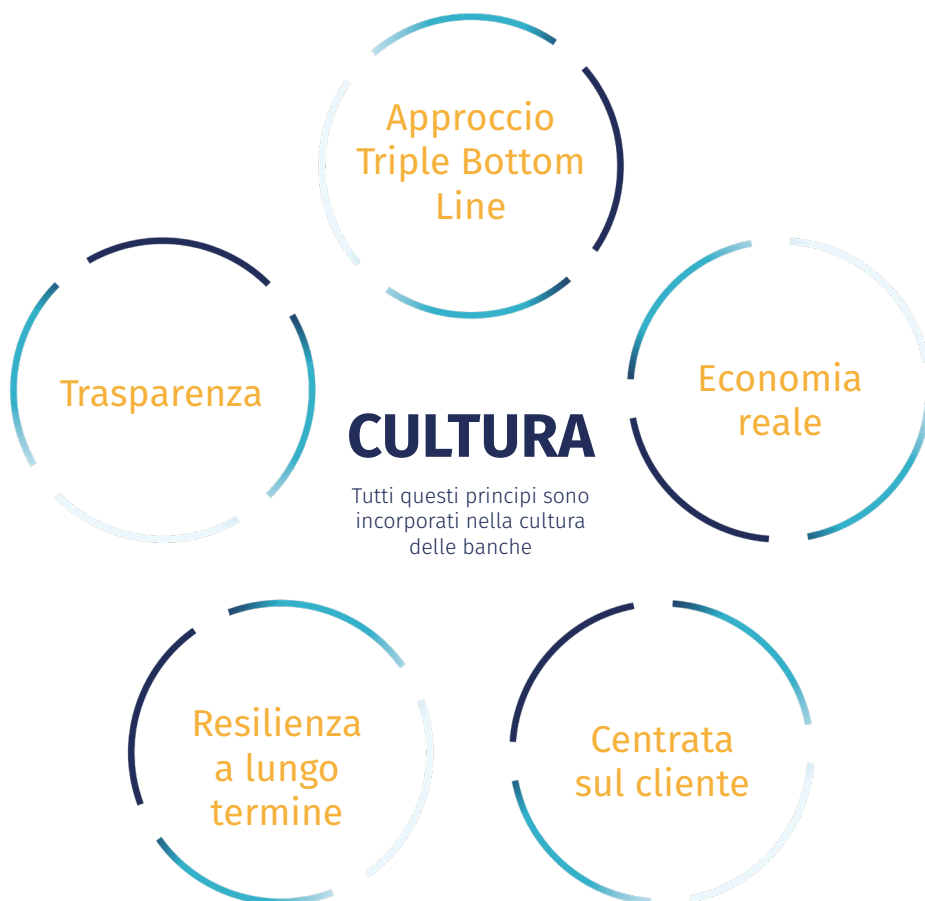 Approccio
Triple Bottom
Line
Trasparenza
Economia
reale
CULTURA
Tutti questi principi sono
incorporati nella cultura
delle banche
Resilienza
a lungo
termine
Centrata
sul cliente